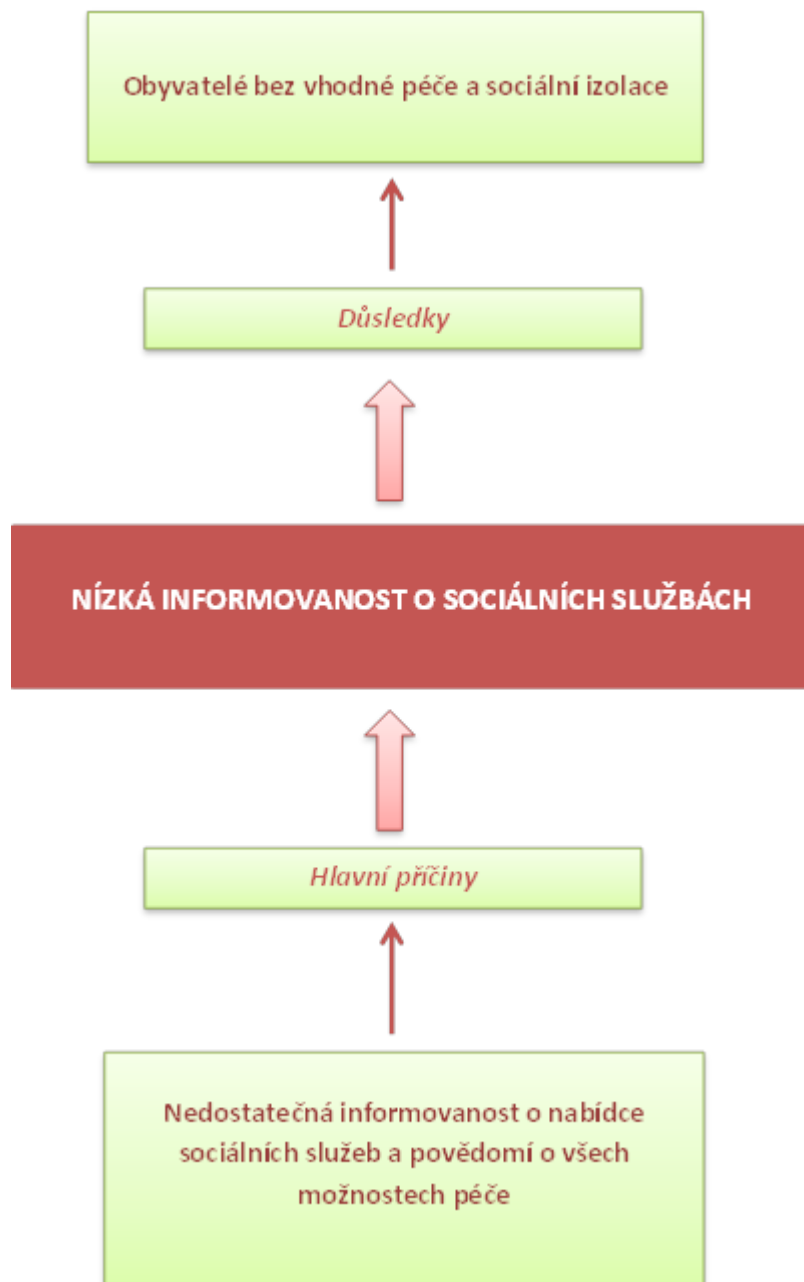 Obyvatelé bez vhodné péče a sociální izolace
Důsledky
NÍZKÁ INFORMOVANOST O SOCIÁLNÍCH SLUŽBÁCH
Hlavní příčiny
Nedostatečná informovanost o nabídce
sociálních služeb a povědomí o všech
možnostech péče